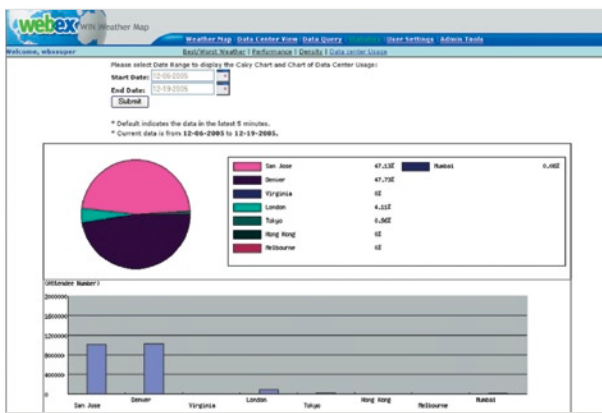 webex WIN Weather Map
Weather Map | Data Center View | Data Query | Statistics | User Settings | Admin Tools
Welcome, wbxsuper
Best/Worst Weather | Performance | Density | Data center Usage
Please select Date Range to display the Caky Chart and Chart of Data Center Usage:
Start Date: 12-06-2005
End Date: 12-19-2005
Submit
* Default indicates the data in the latest 5 minutes.
* Current data is from 12-06-2005 to 12-19-2005.
San Jose 47.13% Mumbai
Denver 47.73%
Virginia 0%
London 4.11%
Tokyo 0.96%
Hong Kong 0%
Melbourne 0%
(Attendee Number)
2000000
1600000
1200000
800000
400000
0
San Jose Denver Virginia London Tokyo Hong Kong Melbourne Mumbai